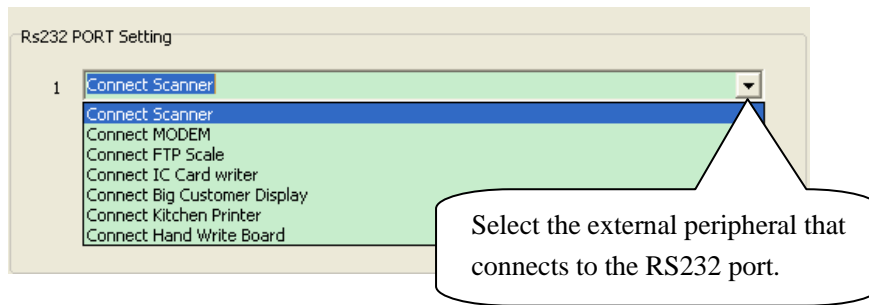 Rs232 PORT Setting
1 Connect Scanner
Connect Scanner
Connect MODEM
Connect FTP Scale
Connect IC Card writer
Connect Big Customer Display
Connect Kitchen Printer
Connect Hand Write Board
Select the external peripheral that
connects to the RS232 port.